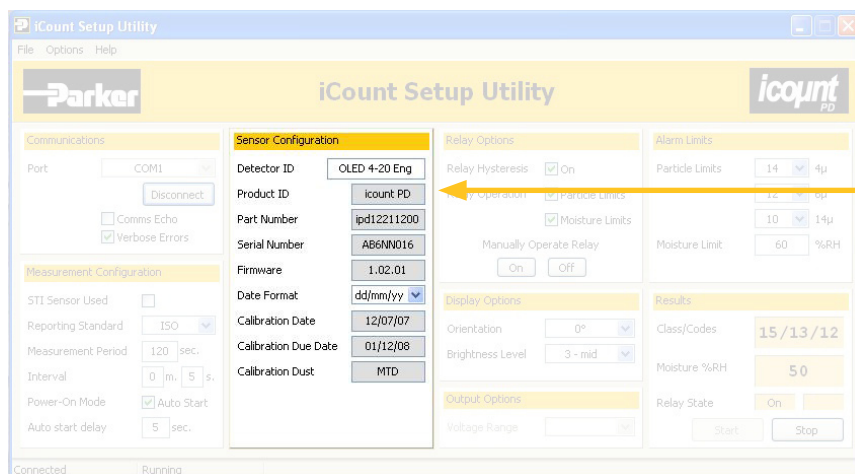 iCount Setup Utility
File Options Help
Parker
iCount Setup Utility
icount
PD
Communications
Port COM1
Disconnect
Comms Echo
Verbose Errors
Measurement Configuration
STI Sensor Used
Reporting Standard ISO
Measurement Period 120 sec.
Interval 0 m. 5 s.
Power-On Mode Auto Start
Auto start delay 5 sec.
Sensor Configuration
Detector ID OLED 4-20 Eng
Product ID icount PD
Part Number ipd12211200
Serial Number AB6NN016
Firmware 1.02.01
Date Format dd/mm/yy
Calibration Date 12/07/07
Calibration Due Date 01/12/08
Calibration Dust MTD
Relay Options
Relay Hysteresis On
Relay Operation Particle Limits
Moisture Limits
Manually Operate Relay
On Off
Display Options
Orientation 0°
Brightness Level 3 - mid
Output Options
Voltage Range
Alarm Limits
Particle Limits 14 4µ
12 6µ
10 14µ
Moisture Limit 60 %RH
Results
Class/Codes 15/13/12
Moisture %RH 50
Relay State On
Start Stop
Connected Running